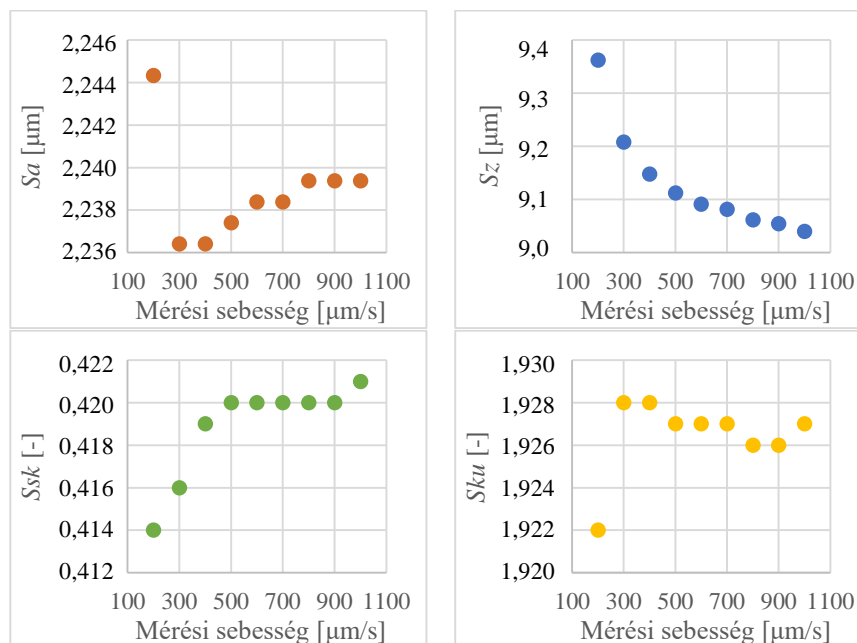 2,246
2,244
2,242
2,240
2,238
2,236
Sa [µm]
100 300 500 700 900 1100
Mérési sebesség [µm/s]
9,4
9,3
9,2
9,1
9,0
Sz [µm]
100 300 500 700 900 1100
Mérési sebesség [µm/s]
0,422
0,420
0,418
0,416
0,414
0,412
Ssk [-]
100 300 500 700 900 1100
Mérési sebesség [µm/s]
1,930
1,928
1,926
1,924
1,922
1,920
Sku [-]
100 300 500 700 900 1100
Mérési sebesség [µm/s]